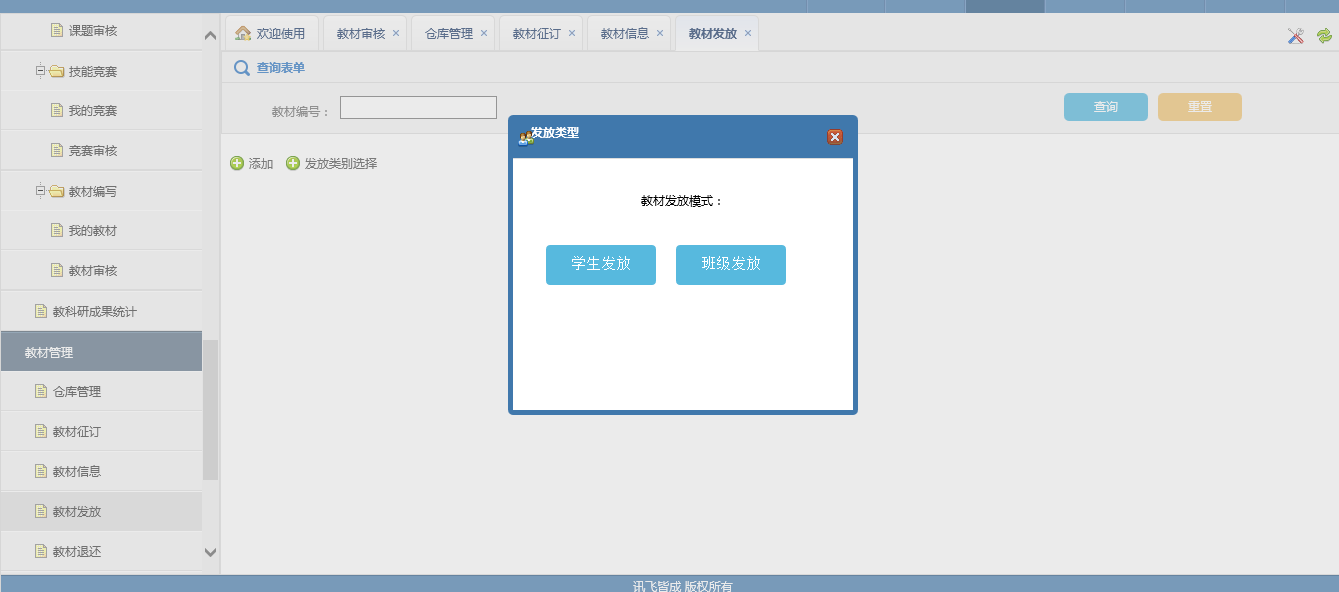 课题审核
技能竞赛
我的竞赛
竞赛审核
教材编写
我的教材
教材审核
教科研成果统计
教材管理
仓库管理
教材征订
教材信息
教材发放
教材退还
欢迎使用 教材审核 仓库管理 教材征订 教材信息 教材发放
查询表单
教材编号： 查询 重置
添加 发放类别选择
发放类型
教材发放模式：
学生发放 班级发放
讯飞皆成 版权所有